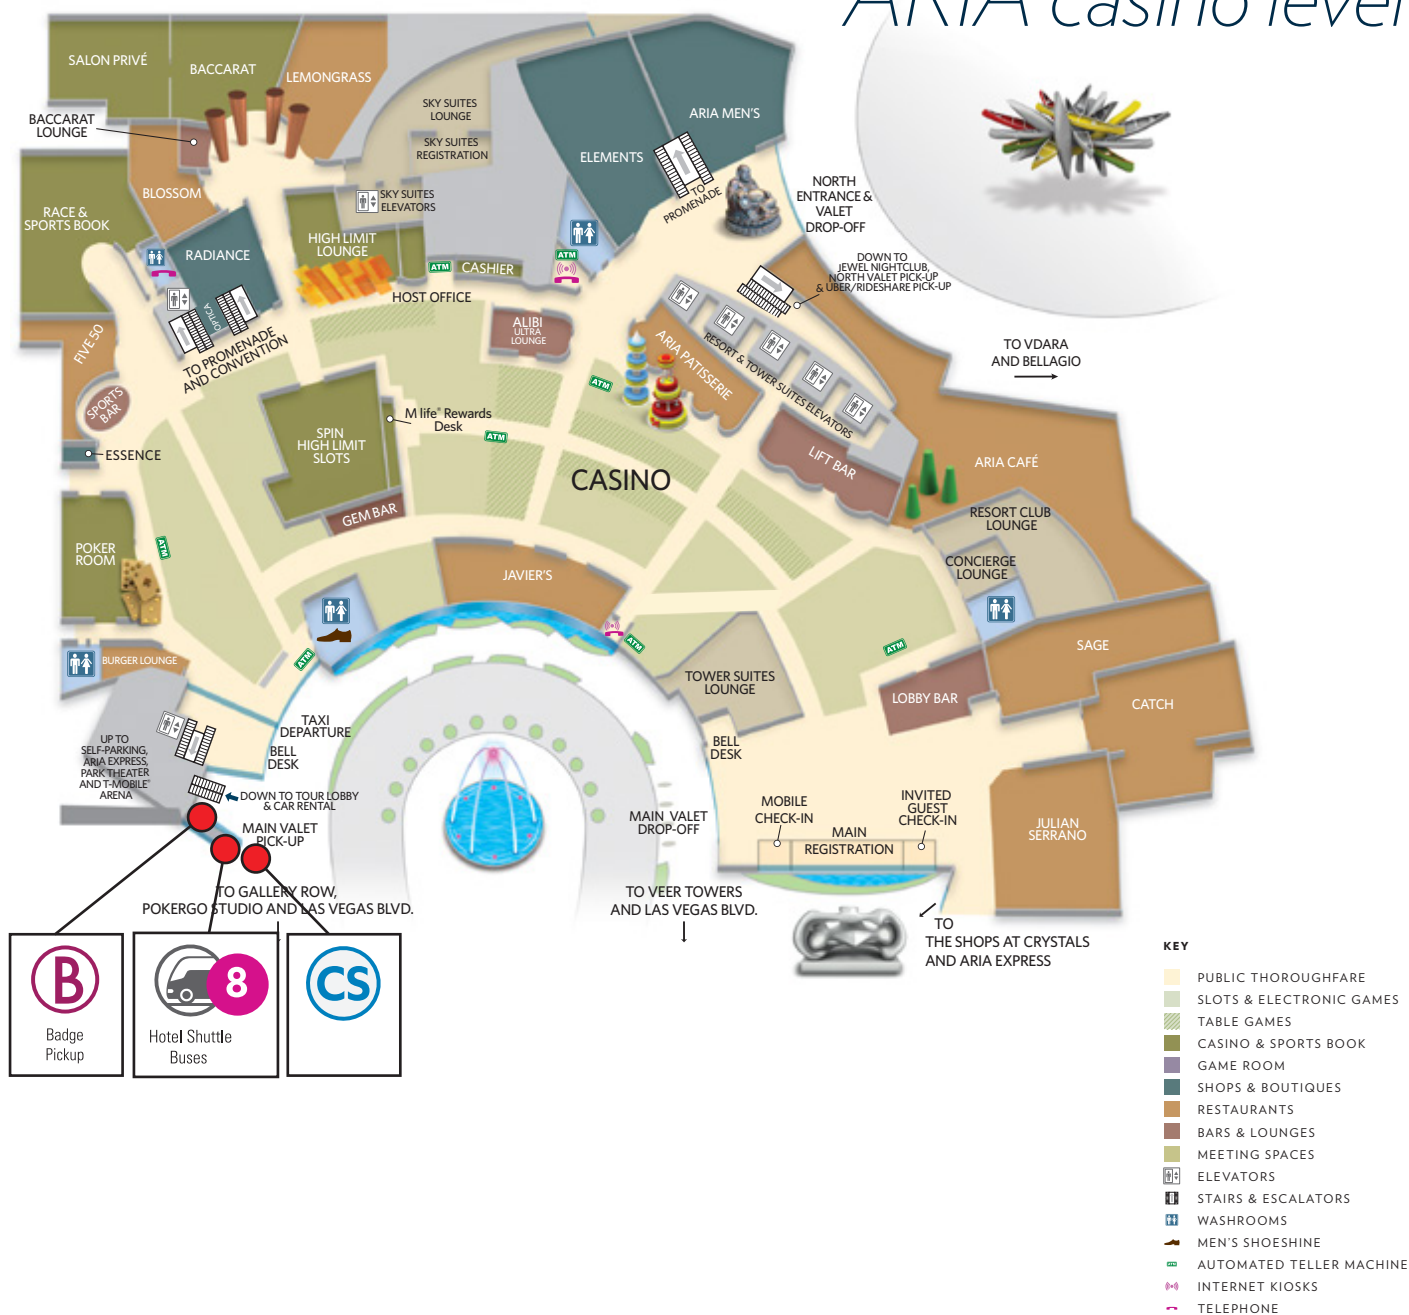 ARIA casino level
SALON PRIVÉ
BACCARAT
LEMONGRASS
BACCARAT
LOUNGE
SKY SUITES
LOUNGE
SKY SUITES
REGISTRATION
SKY SUITES
ELEVATORS
ARIA MEN'S
ELEMENTS
TO
PROMENADE
NORTH
ENTRANCE &
VALET
DROP-OFF
BLOSSOM
RACE &
SPORTS BOOK
RADIANCE
HIGH LIMIT
LOUNGE
ATM
CASHIER
ATM
HOST OFFICE
DOWN TO
JEWEL NIGHTCLUB,
NORTH VALET PICK-UP
& UBER/RIDESHARE PICK-UP
OPTICA
TO PROMENADE
AND CONVENTION
FIVE 50
SPORTS
BAR
ESSENCE
ALIBI
ULTRA
LOUNGE
ATM
ARIA PATISSERIE
RESORT & TOWER SUITES ELEVATORS
TO VDARA
AND BELLAGIO
M life® Rewards
Desk
ATM
SPIN
HIGH LIMIT
SLOTS
GEM BAR
CASINO
LIFT BAR
ARIA CAFÉ
RESORT CLUB
LOUNGE
CONCIERGE
LOUNGE
POKER
ROOM
ATM
JAVIER'S
BURGER LOUNGE
ATM
ATM
ATM
TOWER SUITES
LOUNGE
LOBBY BAR
SAGE
CATCH
TAXI
DEPARTURE
BELL
DESK
BELL
DESK
UP TO
SELF-PARKING,
ARIA EXPRESS,
PARK THEATER
AND T-MOBILE®
ARENA
DOWN TO TOUR LOBBY
& CAR RENTAL
MAIN VALET
PICK-UP
MAIN VALET
DROP-OFF
MOBILE
CHECK-IN
MAIN
REGISTRATION
INVITED
GUEST
CHECK-IN
JULIAN
SERRANO
TO GALLERY ROW,
POKERGO STUDIO AND LAS VEGAS BLVD.
TO VEER TOWERS
AND LAS VEGAS BLVD.
TO
THE SHOPS AT CRYSTALS
AND ARIA EXPRESS
B
Badge
Pickup
8
Hotel Shuttle
Buses
CS
KEY
PUBLIC THOROUGHFARE
SLOTS & ELECTRONIC GAMES
TABLE GAMES
CASINO & SPORTS BOOK
GAME ROOM
SHOPS & BOUTIQUES
RESTAURANTS
BARS & LOUNGES
MEETING SPACES
ELEVATORS
STAIRS & ESCALATORS
WASHROOMS
MEN'S SHOESHINE
ATM AUTOMATED TELLER MACHINE
INTERNET KIOSKS
TELEPHONE